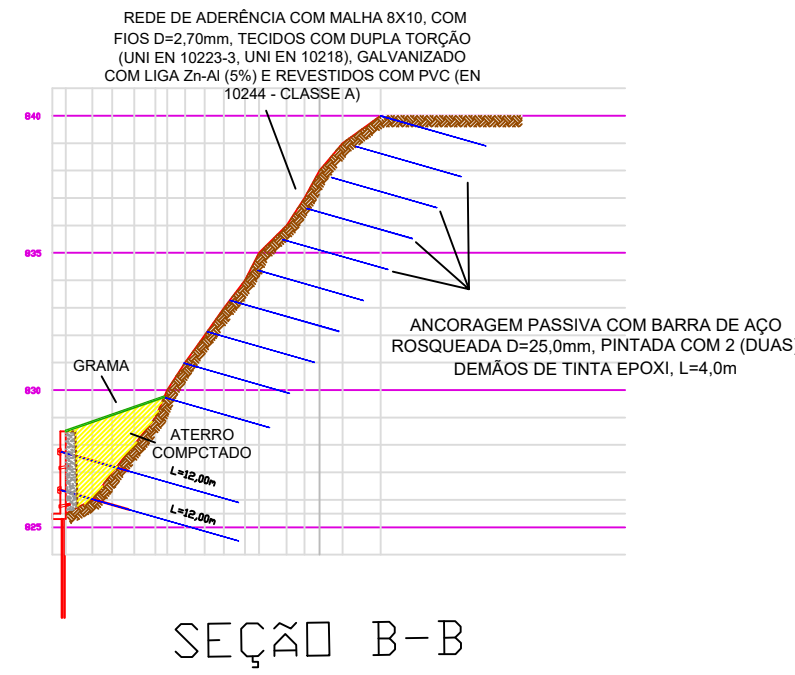 REDE DE ADERÊNCIA COM MALHA 8X10, COM
FIOS D=2,70mm, TECIDOS COM DUPLA TORÇÃO
(UNI EN 10223-3, UNI EN 10218), GALVANIZADO
COM LIGA Zn-Al (5%) E REVESTIDOS COM PVC (EN
10244 - CLASSE A)
840
835
ANCORAGEM PASSIVA COM BARRA DE AÇO
ROSQUEADA D=25,0mm, PINTADA COM 2 (DUAS)
DEMÃOS DE TINTA EPOXI, L=4,0m
GRAMA
830
ATERRO
COMPCTADO
L=12,00m
L=12,00m
825
SEÇÃO B-B